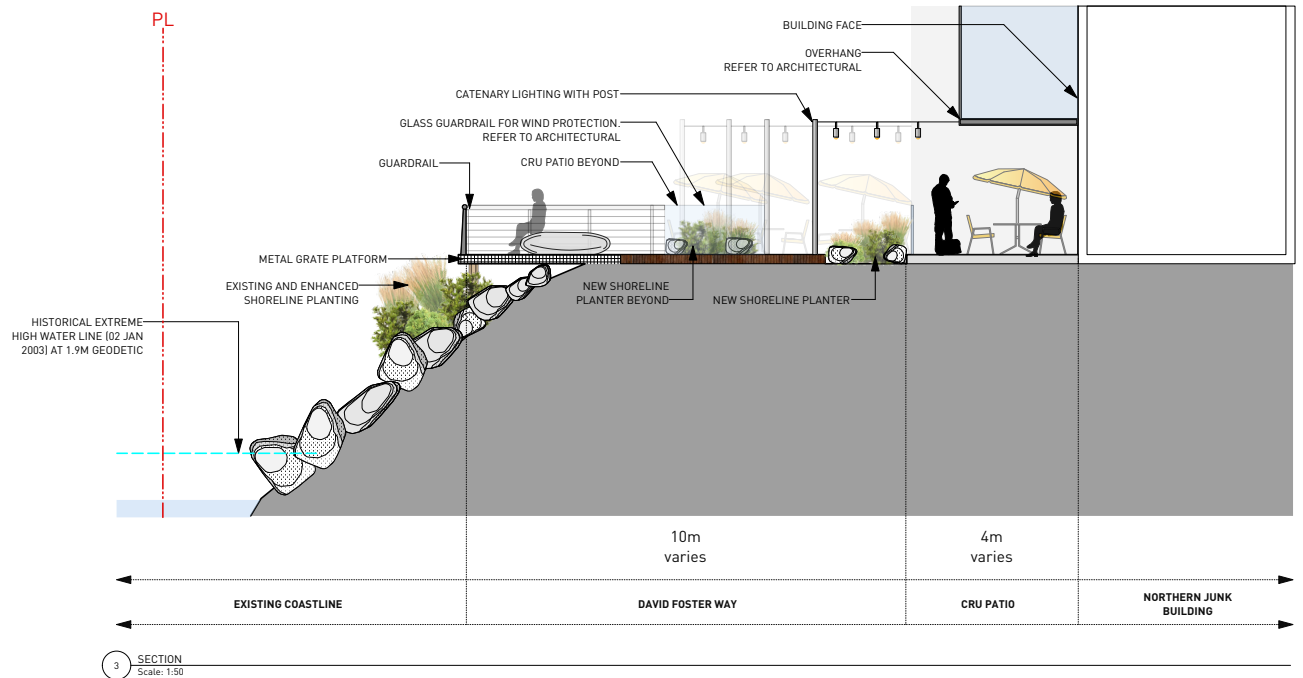 PL
BUILDING FACE
OVERHANG
REFER TO ARCHITECTURAL
CATENARY LIGHTING WITH POST
GLASS GUARDRAIL FOR WIND PROTECTION.
REFER TO ARCHITECTURAL
GUARDRAIL
CRU PATIO BEYOND
METAL GRATE PLATFORM
EXISTING AND ENHANCED
SHORELINE PLANTING
NEW SHORELINE
PLANTER BEYOND
NEW SHORELINE PLANTER
HISTORICAL EXTREME
HIGH WATER LINE (02 JAN
2003) AT 1.9M GEODETIC
10m
varies
4m
varies
EXISTING COASTLINE
DAVID FOSTER WAY
CRU PATIO
NORTHERN JUNK
BUILDING
3
SECTION
Scale: 1:50